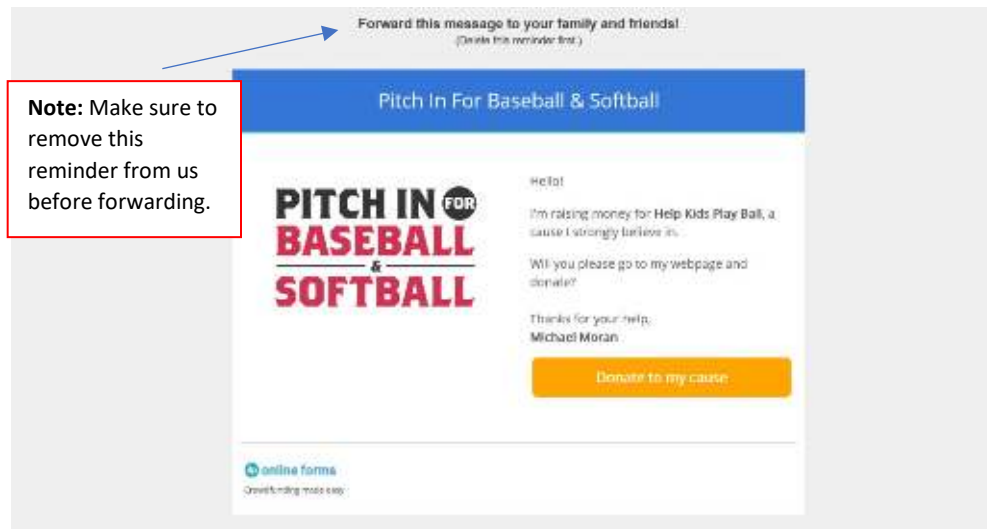 Forward this message to your family and friends!
(Delete this reminder first.)
Note: Make sure to
remove this
reminder from us
before forwarding.
Pitch In For Baseball & Softball
PITCH IN FOR
BASEBALL
&
SOFTBALL
Hello!
I'm raising money for Help Kids Play Ball, a
cause I strongly believe in.
Will you please go to my webpage and
donate?
Thanks for your help,
Michael Moran
Donate to my cause
online forms
Crowdfunding made easy